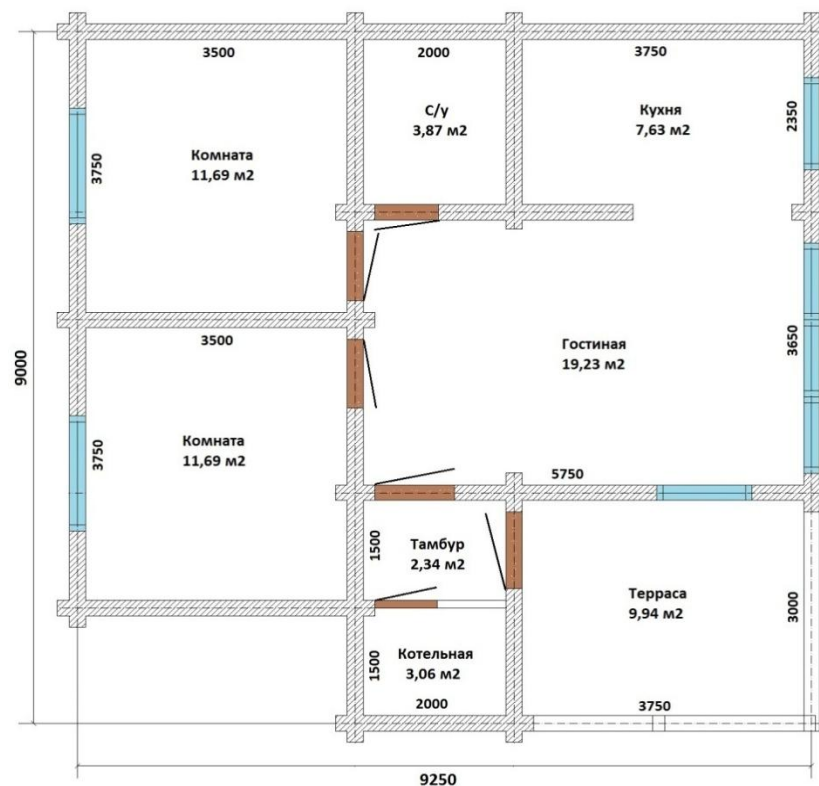 3500
2000
3750
С/у
3,87 м2
Кухня
7,63 м2
2350
Комната
11,69 м2
3750
3500
Гостиная
19,23 м2
3650
9000
Комната
11,69 м2
3750
5750
Тамбур
2,34 м2
1500
Терраса
9,94 м2
3000
Котельная
3,06 м2
1500
2000
3750
9250